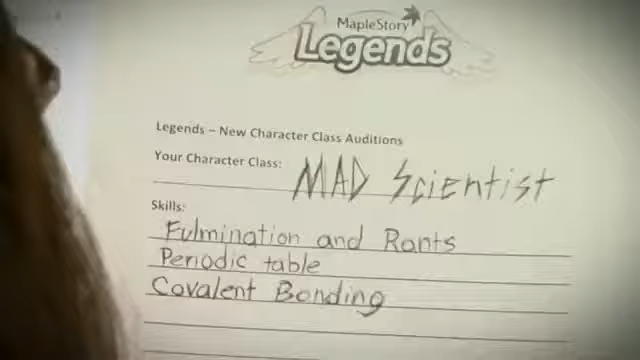 MapleStory
Legends
Legends – New Character Class Auditions
Your Character Class: MAD Scientist
Skills:
Fulmination and Rants
Periodic table
Covalent Bonding